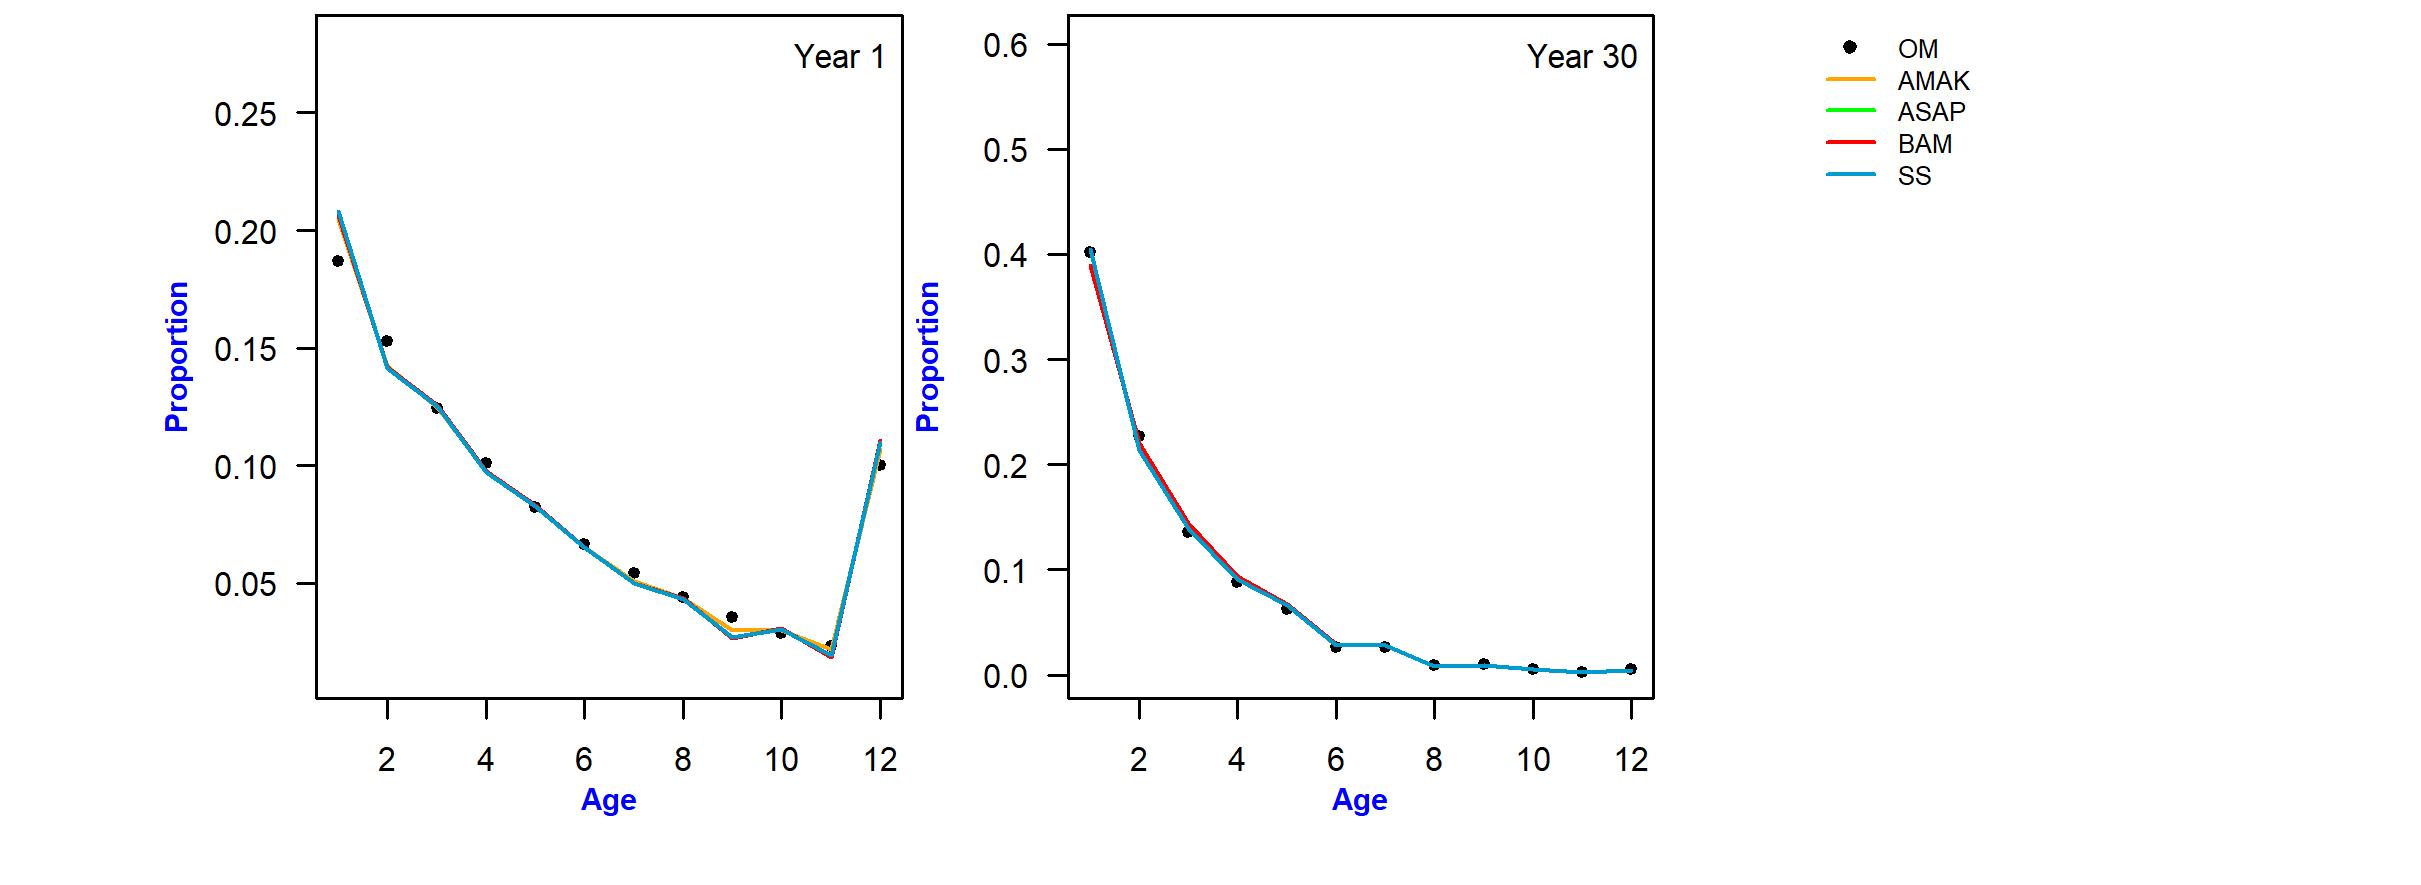 Year 1
0.25
0.20
0.15
0.10
0.05
Proportion
2 4 6 8 10 12
Age
Year 30
0.6
0.5
0.4
0.3
0.2
0.1
0.0
Proportion
2 4 6 8 10 12
Age
OM
AMAK
ASAP
BAM
SS